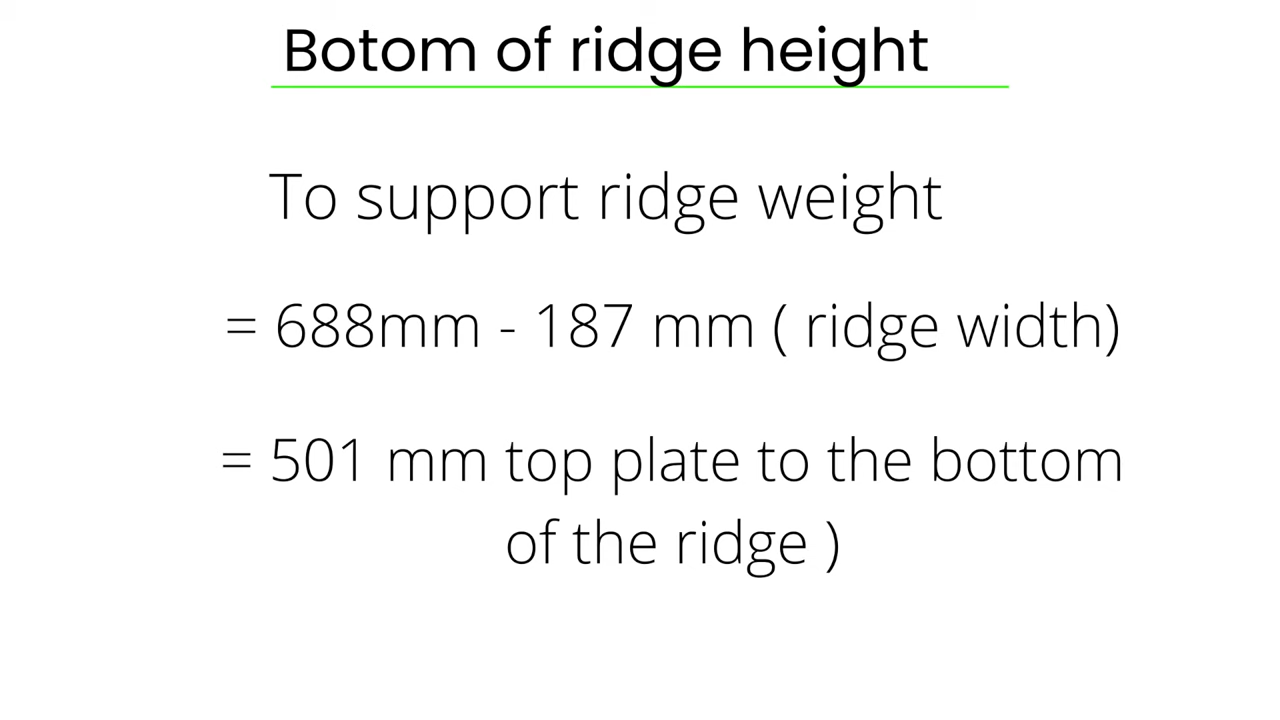 Botom of ridge height
To support ridge weight
= 688mm - 187 mm ( ridge width)
= 501 mm top plate to the bottom
of the ridge )